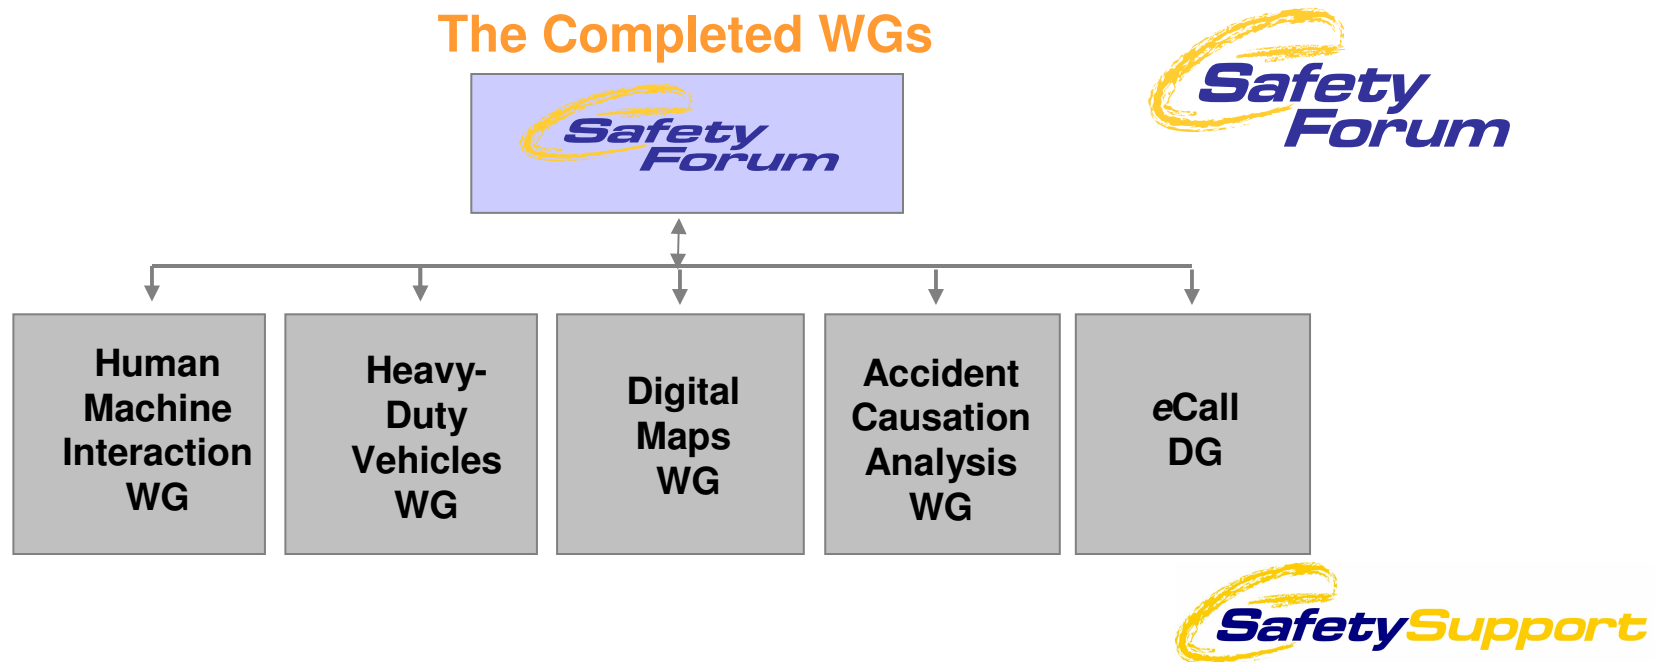 The Completed WGs
Safety
Forum
Safety
Forum
Human
Machine
Interaction
WG
Heavy-
Duty
Vehicles
WG
Digital
Maps
WG
Accident
Causation
Analysis
WG
eCall
DG
SafetySupport